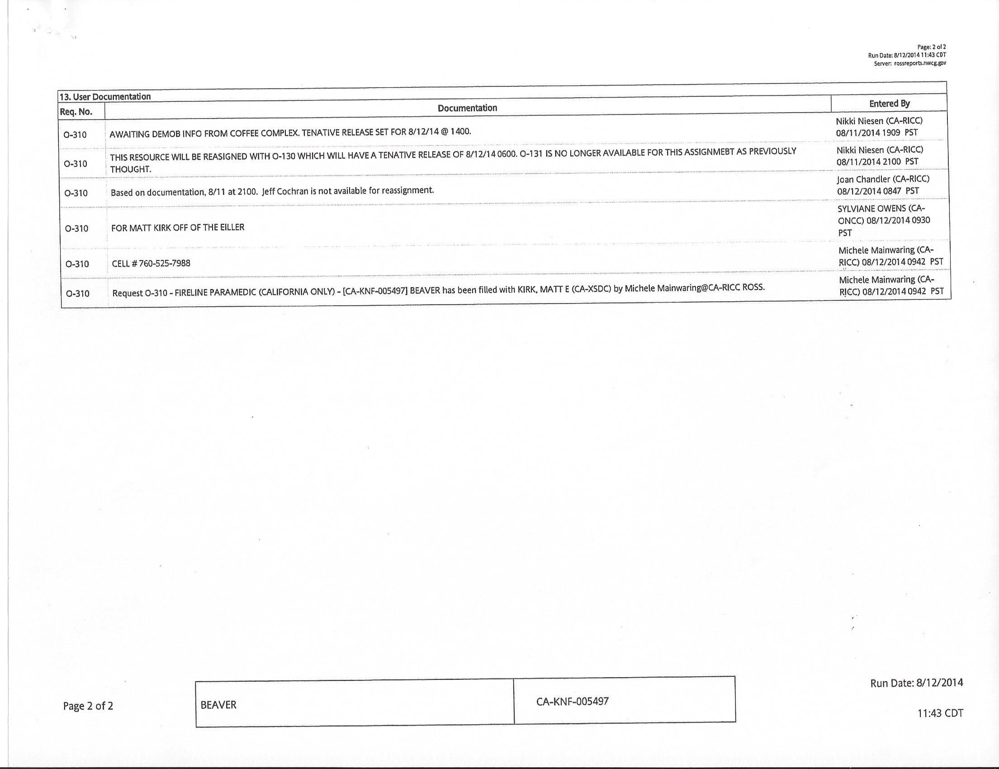 Page: 2 of 2
Run Date: 8/12/2014 11:43 CDT
Server: rossreports.nwcg.gov
13. User Documentation
Req. No. Documentation Entered By
O-310 AWAITING DEMOB INFO FROM COFFEE COMPLEX. TENATIVE RELEASE SET FOR 8/12/14 @ 1400.
Nikki Niesen (CA-RICC)
08/11/2014 1909 PST
O-310 THIS RESOURCE WILL BE REASIGNED WITH O-130 WHICH WILL HAVE A TENATIVE RELEASE OF 8/12/14 0600. O-131 IS NO LONGER AVAILABLE FOR THIS ASSIGNMEBT AS PREVIOUSLY
THOUGHT.
Nikki Niesen (CA-RICC)
08/11/2014 2100 PST
O-310 Based on documentation, 8/11 at 2100. Jeff Cochran is not available for reassignment.
Joan Chandler (CA-RICC)
08/12/2014 0847 PST
O-310 FOR MATT KIRK OFF OF THE EILLER
SYLVIANE OWENS (CA-
ONCC) 08/12/2014 0930
PST
O-310 CELL # 760-525-7988
Michele Mainwaring (CA-
RICC) 08/12/2014 0942 PST
O-310 Request O-310 - FIRELINE PARAMEDIC (CALIFORNIA ONLY) - [CA-KNF-005497] BEAVER has been filled with KIRK, MATT E (CA-XSDC) by Michele Mainwaring@CA-RICC ROSS.
Michele Mainwaring (CA-
RICC) 08/12/2014 0942 PST
Page 2 of 2
BEAVER
CA-KNF-005497
Run Date: 8/12/2014
11:43 CDT